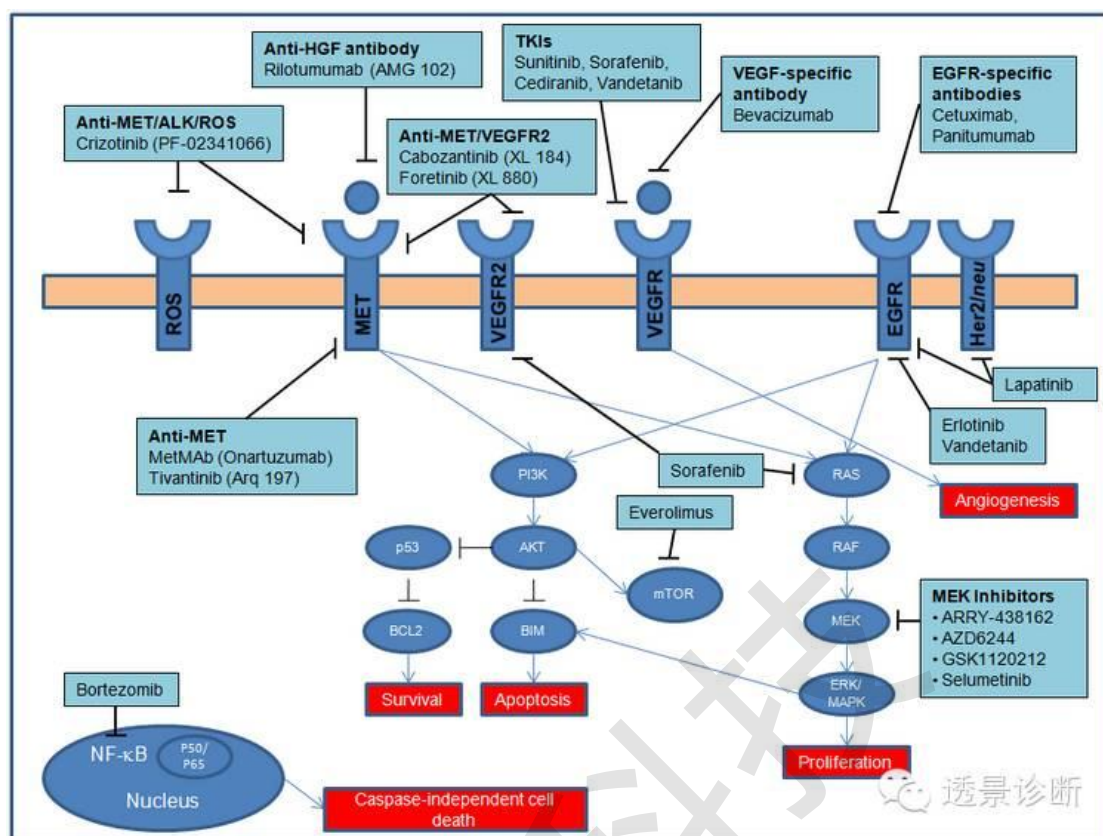 Anti-HGF antibody
Rilotumumab (AMG 102)
TKIs
Sunitinib, Sorafenib,
Cediranib, Vandetanib
VEGF-specific
antibody
Bevacizumab
EGFR-specific
antibodies
Cetuximab,
Panitumumab
Anti-MET/ALK/ROS
Crizotinib (PF-02341066)
Anti-MET/VEGFR2
Cabozantinib (XL 184)
Foretinib (XL 880)
ROS
MET
VEGFR2
VEGFR
EGFR
Her2/neu
Lapatinib
Erlotinib
Vandetanib
Anti-MET
MetMAb (Onartuzumab)
Tivantinib (Arq 197)
PI3K
Sorafenib
RAS
Angiogenesis
Everolimus
p53
AKT
mTOR
RAF
BCL2
BIM
MEK
MEK Inhibitors
• ARRY-438162
• AZD6244
• GSK1120212
• Selumetinib
Survival
Apoptosis
ERK/
MAPK
Bortezomib
NF-κB
P50/
P65
Nucleus
Proliferation
Caspase-independent cell
death
透景诊断
科技